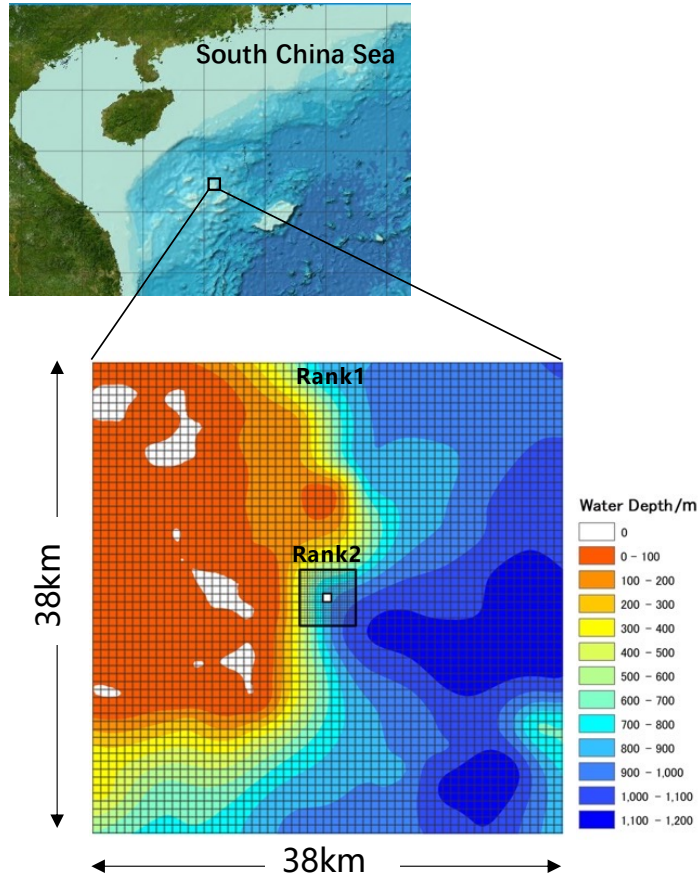 South China Sea
Rank1
Rank2
38km
38km
Water Depth/m
0
0 - 100
100 - 200
200 - 300
300 - 400
400 - 500
500 - 600
600 - 700
700 - 800
800 - 900
900 - 1,000
1,000 - 1,100
1,100 - 1,200